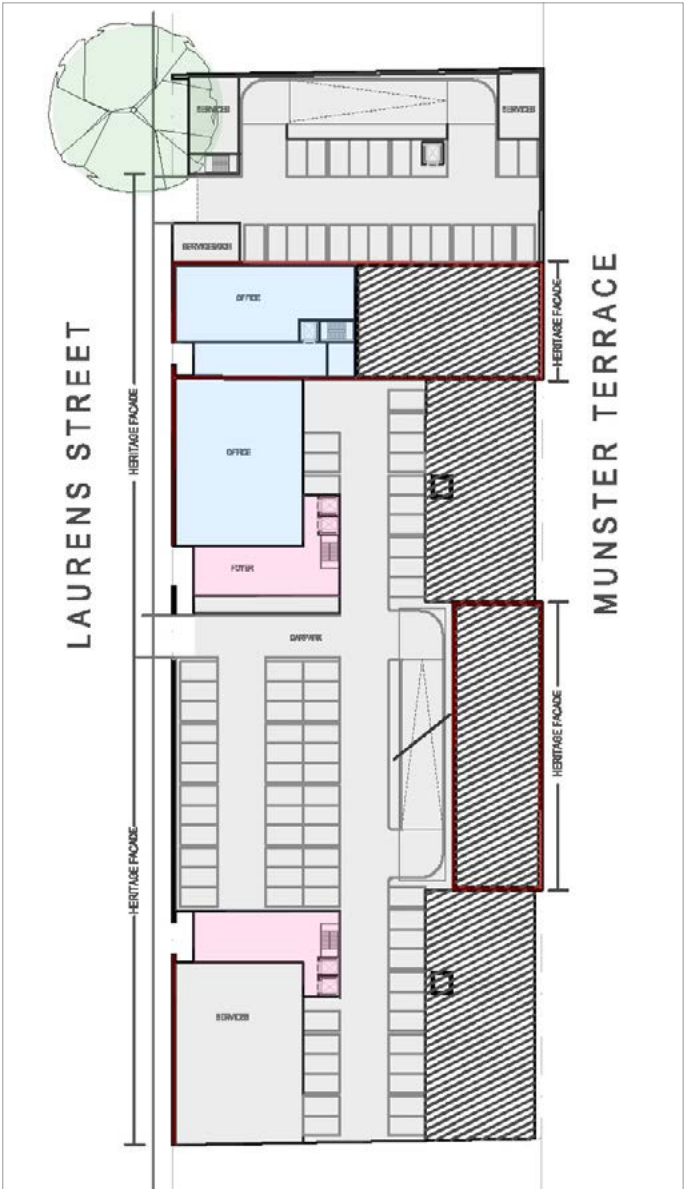 SERVICES
SERVICES
OFFICE
HERITAGE FACADE
HERITAGE FACADE
LAURENS STREET
MUNSTER TERRACE
OFFICE
FOYER
CARPARK
HERITAGE FACADE
HERITAGE FACADE
SERVICES